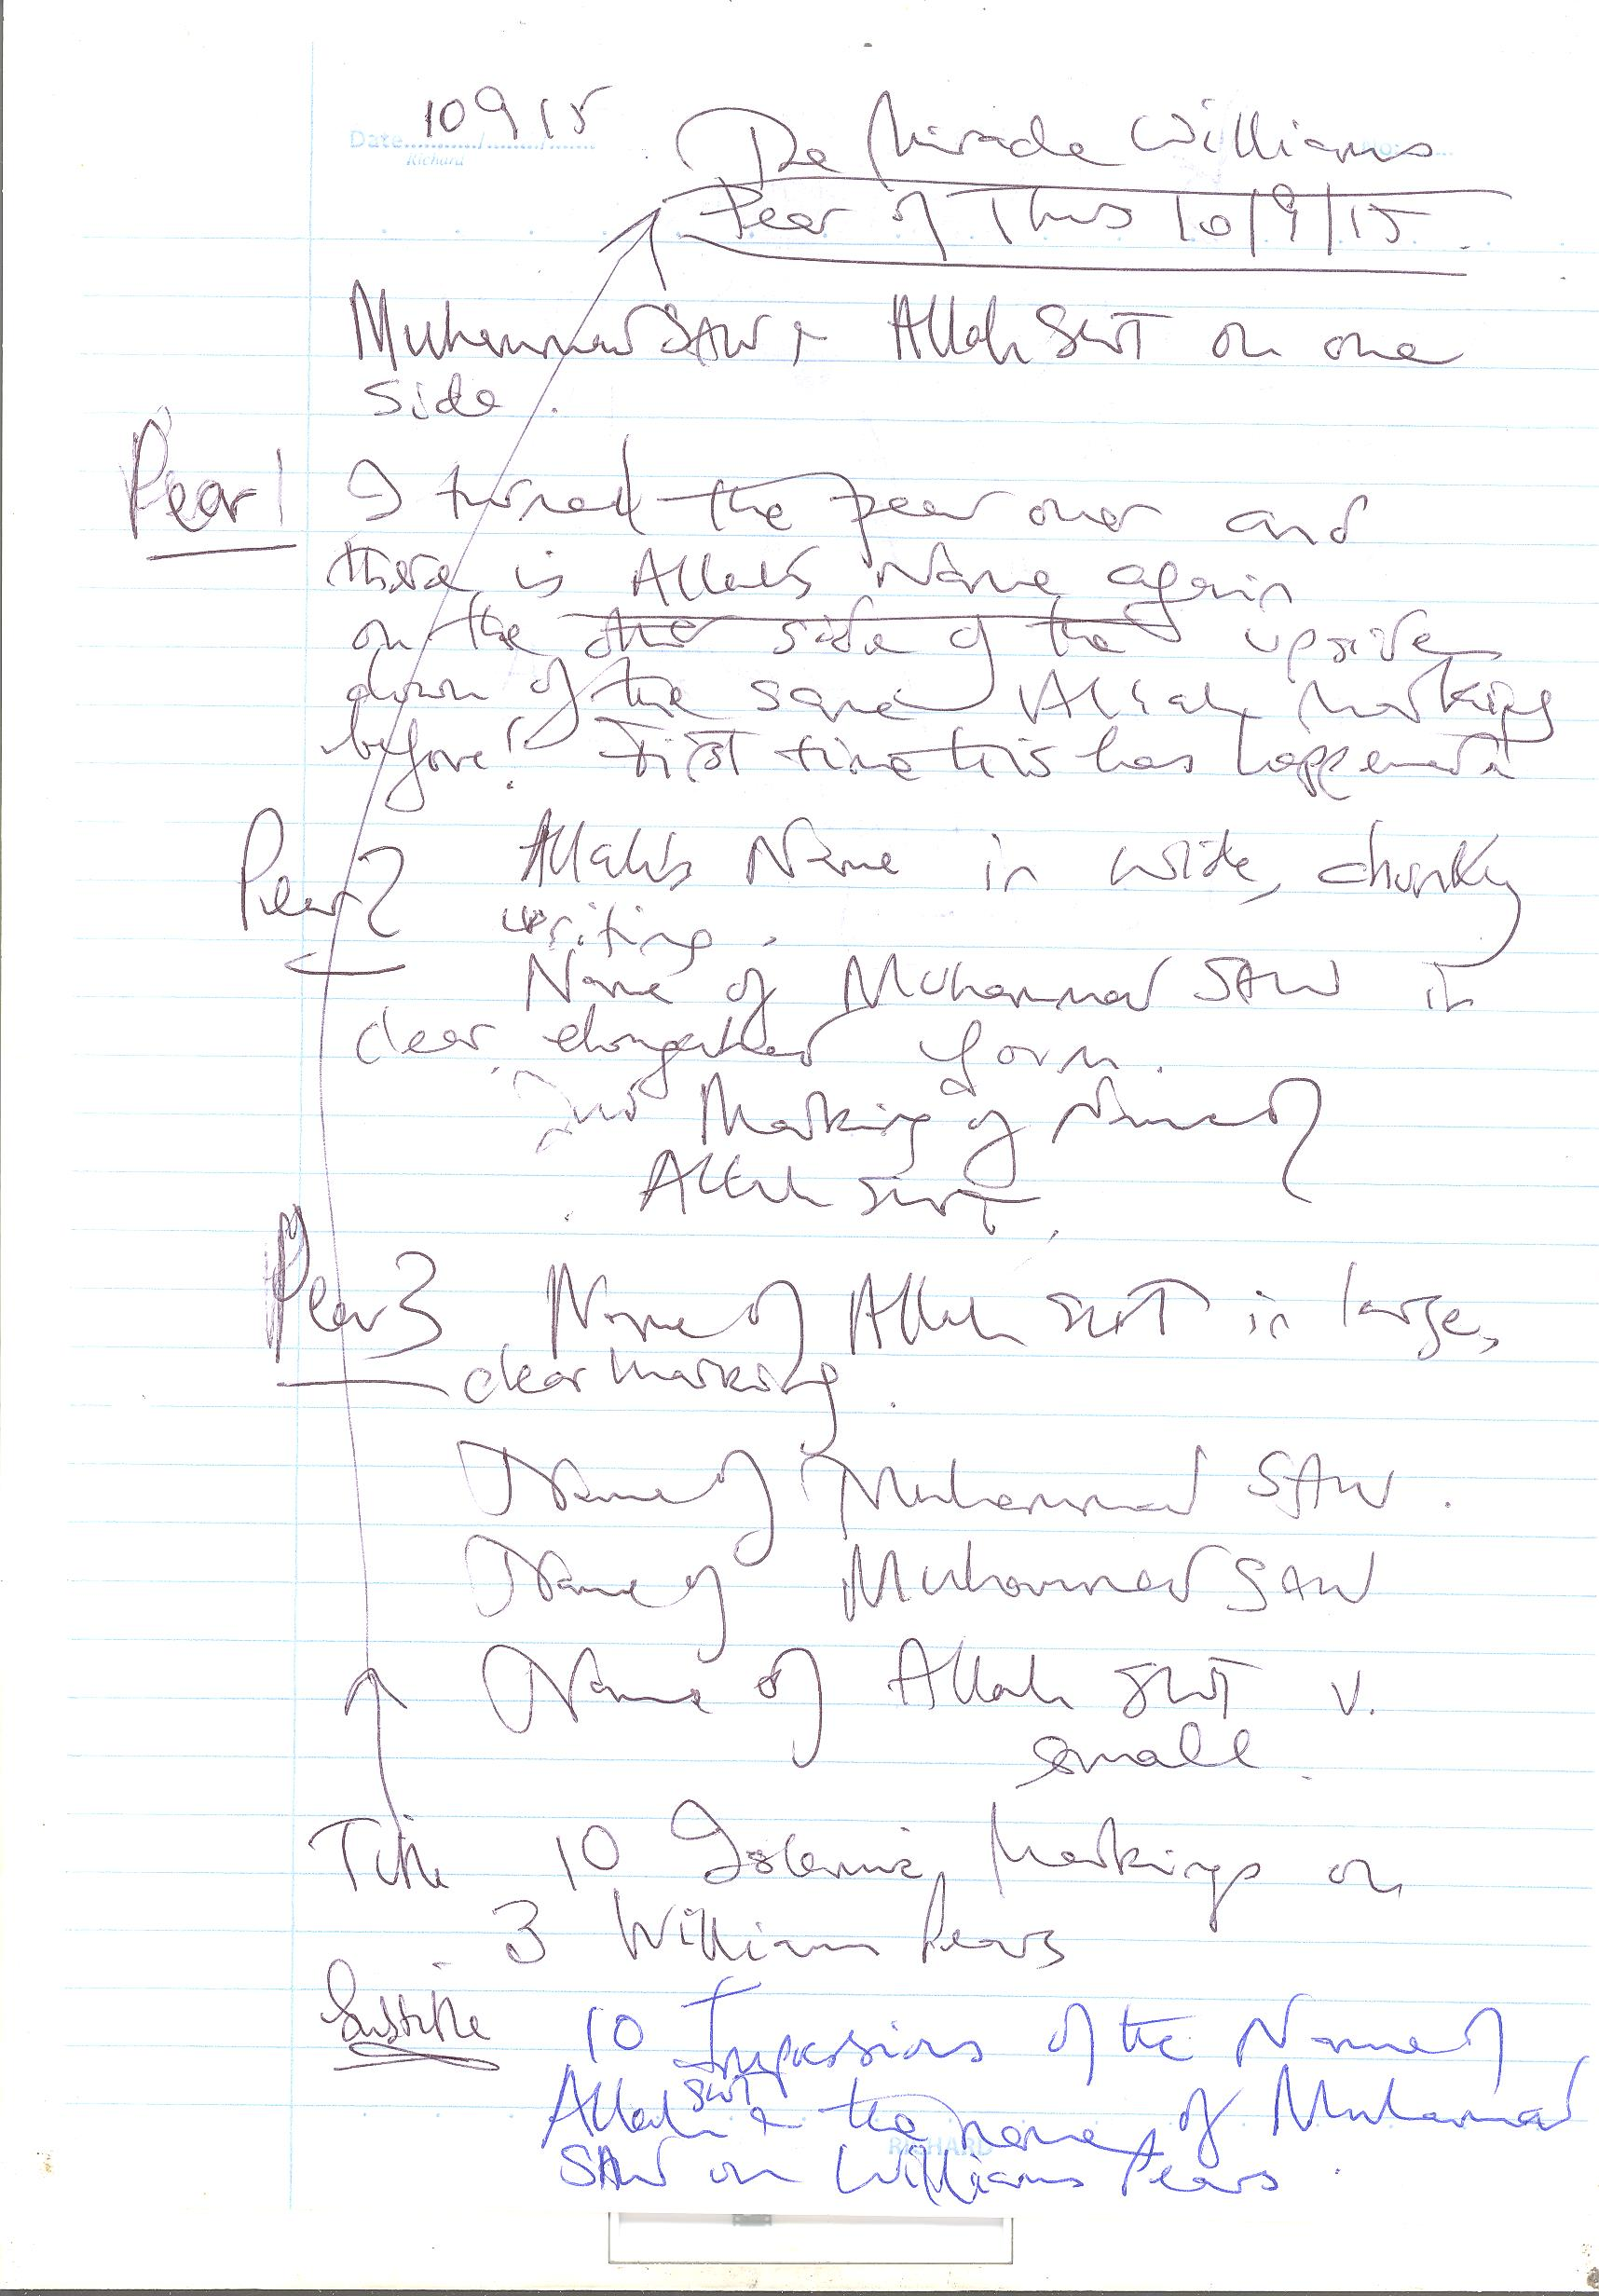 10 9 15
Date........../......../.......
Richard
The Miracle Williams
Pear of Thurs 10/9/15.
Muhammad SAW + Allah SWT on one
side.
Pear 1 I turned the pear over and
there is Allah's Name again
on the other side of the upside
down of the same Allah marking
before! First time this has happened
Pear 2 Allah's Name in wide, chunky
writing.
Name of Muhammad SAW in
clear, elongated form.
2nd Marking of Name of
Allah SWT.
Pear 3 Name of Allah SWT in large,
clear marking.
Name of Muhammad SAW.
Name of Muhammad SAW
Name of Allah SWT v.
small.
Title 10 Islamic Markings on
3 William Pears
Subtitle 10 Impressions of the Name of
Allah SWT & the name of Muhammad
RICHARD
SAW on Williams Pears.